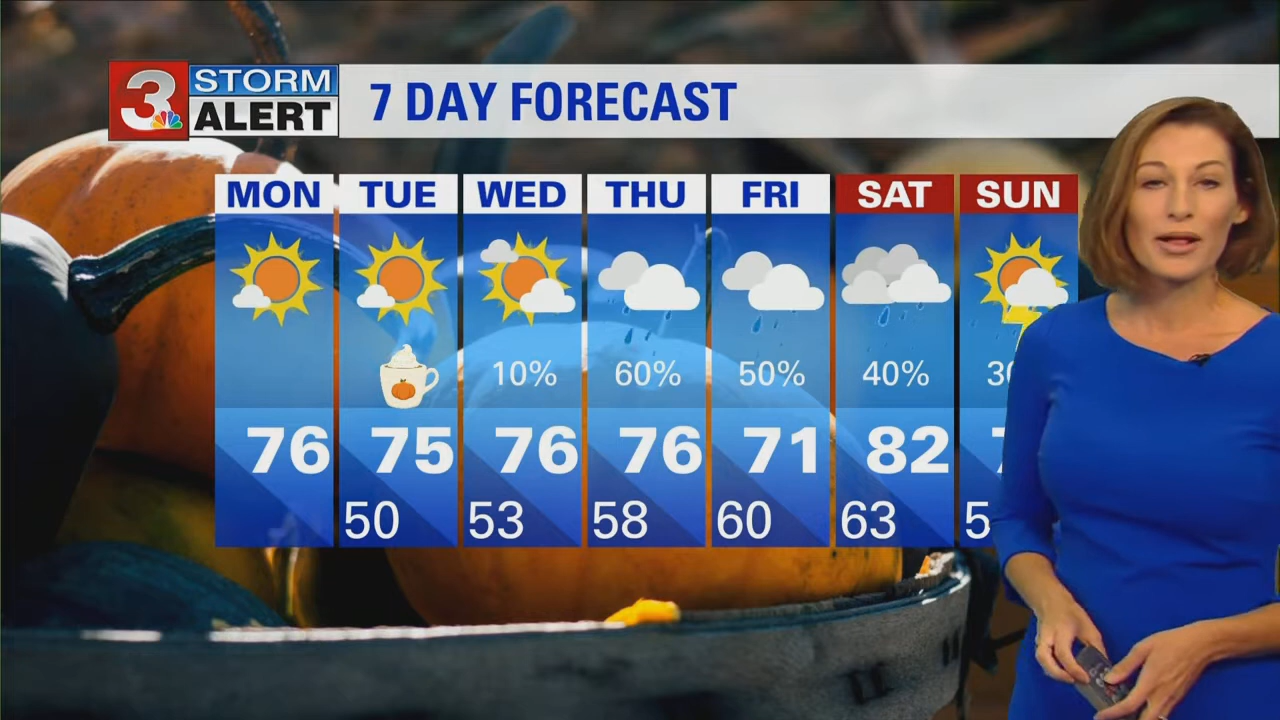 3 STORM ALERT
7 DAY FORECAST
MON TUE WED THU FRI SAT SUN
10% 60% 50% 40%
76 75 76 76 71 82
50 53 58 60 63